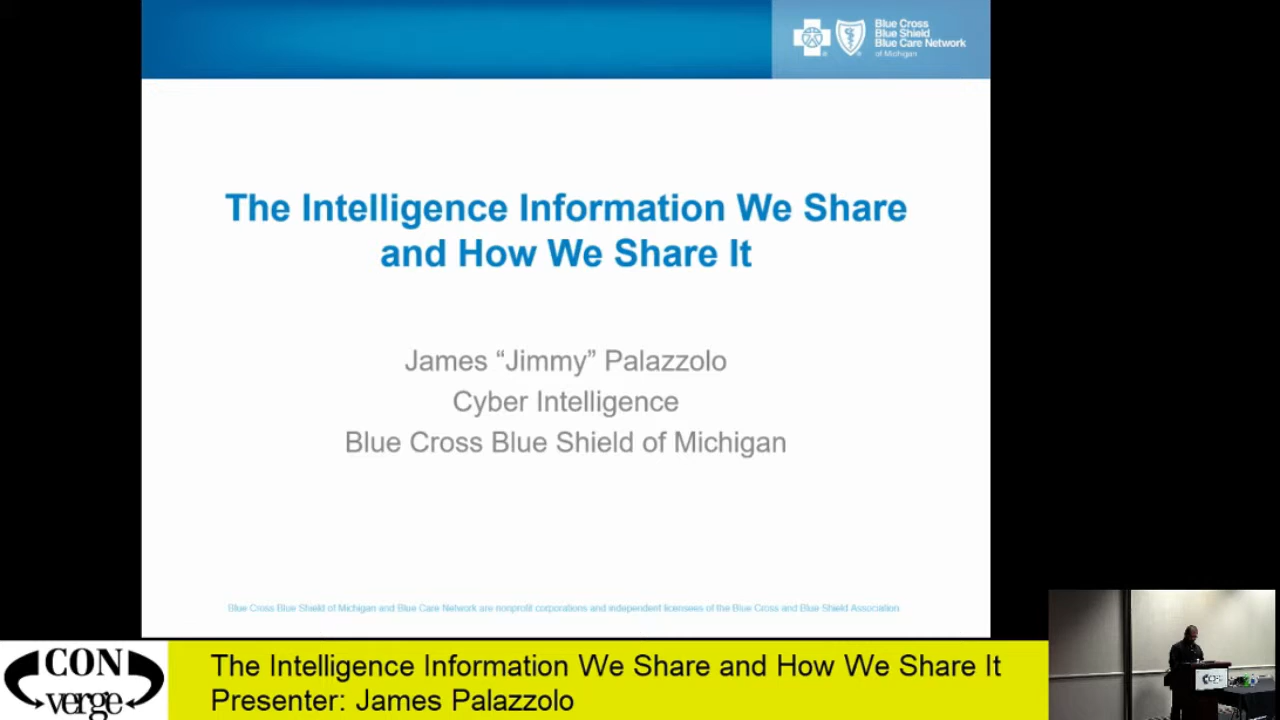 Blue Cross
Blue Shield
Blue Care Network
of Michigan
The Intelligence Information We Share
and How We Share It
James “Jimmy” Palazzolo
Cyber Intelligence
Blue Cross Blue Shield of Michigan
Blue Cross Blue Shield of Michigan and Blue Care Network are nonprofit corporations and independent licensees of the Blue Cross and Blue Shield Association
CON
verge
The Intelligence Information We Share and How We Share It
Presenter: James Palazzolo